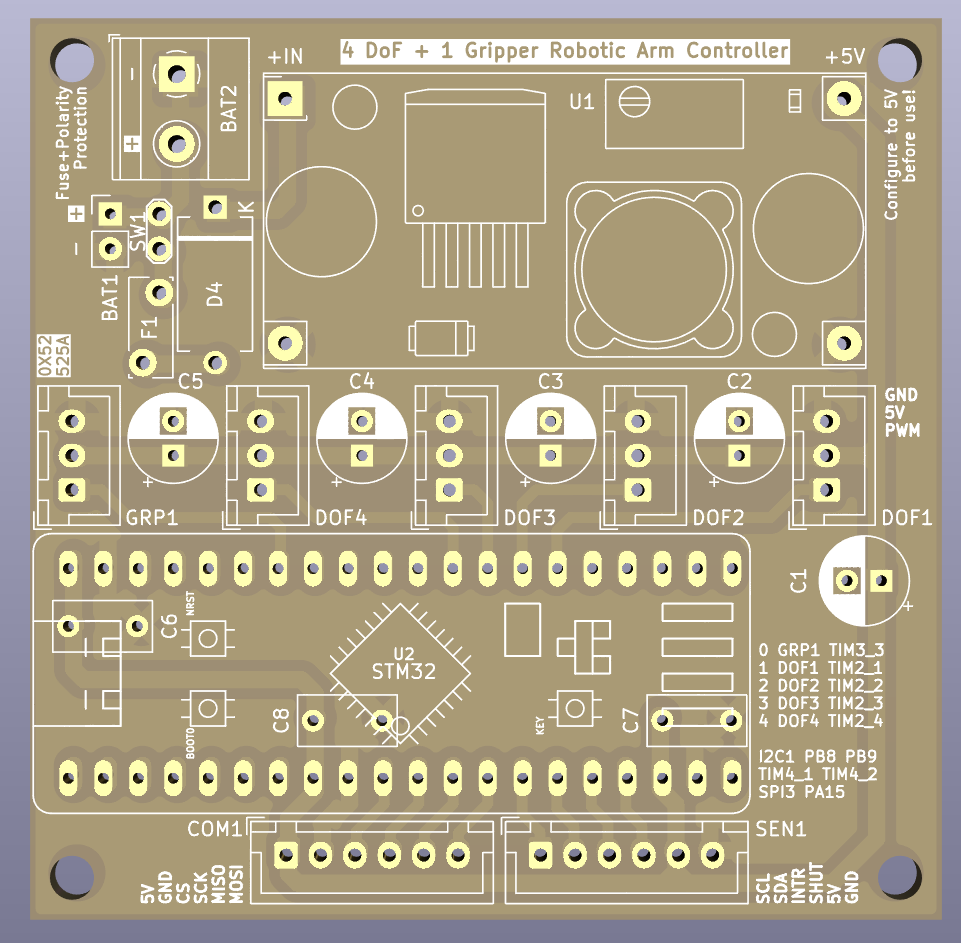 4 DoF + 1 Gripper Robotic Arm Controller
+IN
+5V
U1
Configure to 5V
before use!
Fuse+Polarity
Protection
-
+
BAT2
+
-
SW1
K
BAT1
F1
D4
0X52
525A
C5
C4
C3
C2
GND
5V
PWM
+
+
+
+
GRP1
DOF4
DOF3
DOF2
DOF1
C1
+
C6
NRST
U2
STM32
BOOT0
C8
KEY
C7
0 GRP1 TIM3_3
1 DOF1 TIM2_1
2 DOF2 TIM2_2
3 DOF3 TIM2_3
4 DOF4 TIM2_4
I2C1 PB8 PB9
TIM4_1 TIM4_2
SPI3 PA15
COM1
SEN1
5V
GND
CS
SCK
MISO
MOSI
SCL
SDA
INTR
SHUT
5V
GND